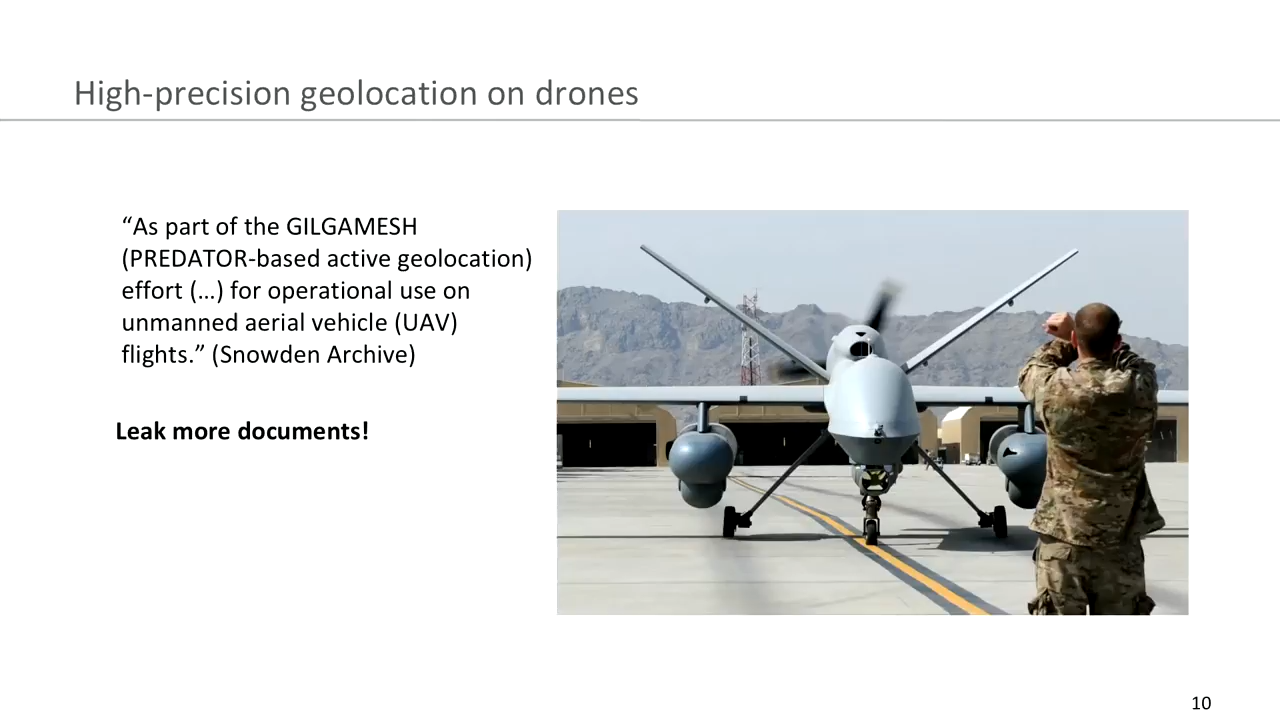 High-precision geolocation on drones
“As part of the GILGAMESH
(PREDATOR-based active geolocation)
effort (…) for operational use on
unmanned aerial vehicle (UAV)
flights.” (Snowden Archive)
Leak more documents!
10